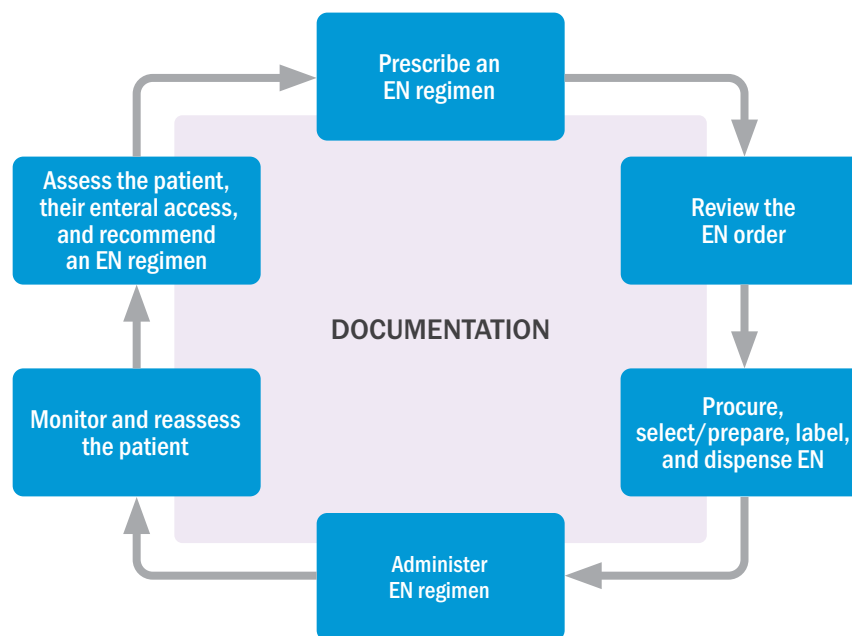 Prescribe an
EN regimen
Assess the patient,
their enteral access,
and recommend
an EN regimen
Review the
EN order
DOCUMENTATION
Monitor and reassess
the patient
Procure,
select/prepare, label,
and dispense EN
Administer
EN regimen